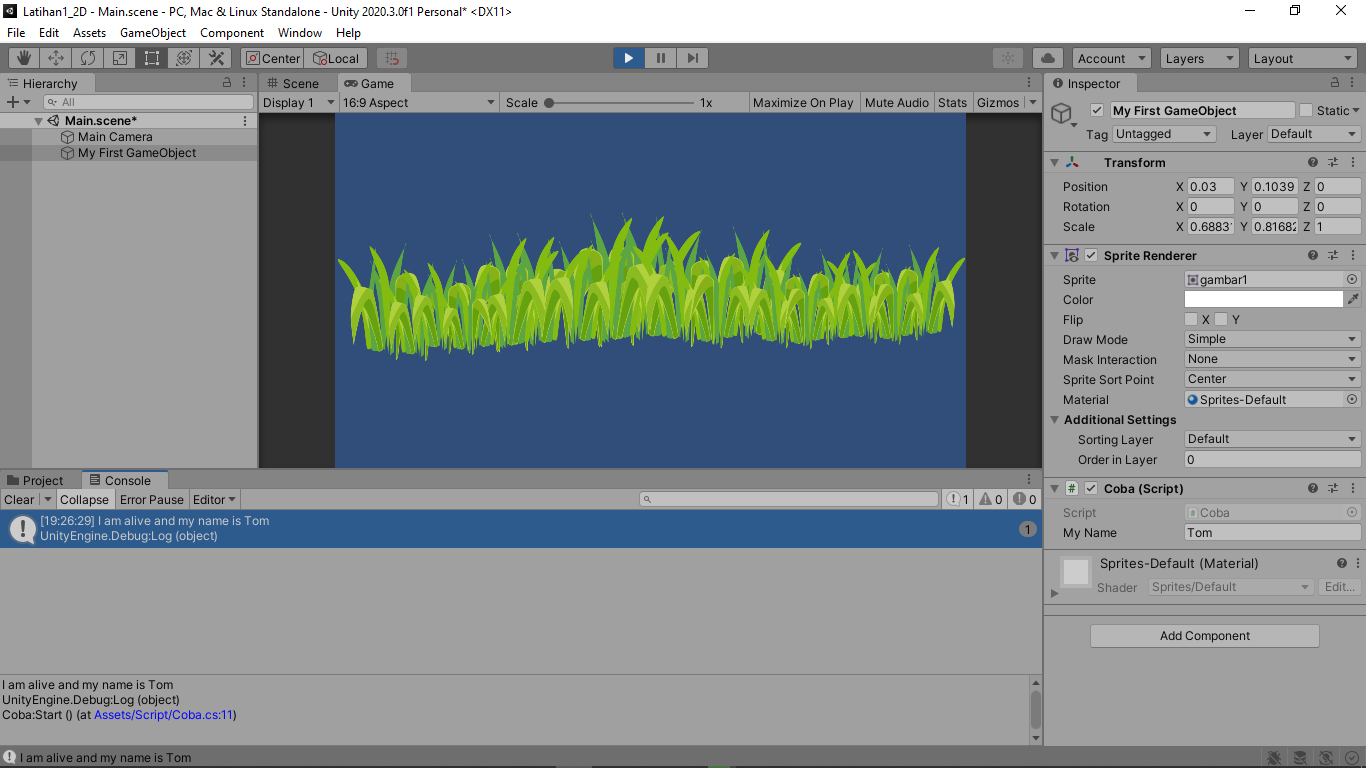 Latihan1_2D - Main.scene - PC, Mac & Linux Standalone - Unity 2020.3.0f1 Personal* <DX11>
File Edit Assets GameObject Component Window Help
Center Local Account Layers Layout
Hierarchy
All
Main.scene*
Main Camera
My First GameObject
Scene Game
Display 1 16:9 Aspect Scale 1x Maximize On Play Mute Audio Stats Gizmos
Project Console
Clear Collapse Error Pause Editor 1 0 0
[19:26:29] I am alive and my name is Tom
UnityEngine.Debug:Log (object)
1
I am alive and my name is Tom
UnityEngine.Debug:Log (object)
Coba:Start () (at Assets/Script/Coba.cs:11)
I am alive and my name is Tom
Inspector
My First GameObject Static
Tag Untagged Layer Default
Transform
Position X 0.03 Y 0.1039 Z 0
Rotation X 0 Y 0 Z 0
Scale X 0.6883 Y 0.8168 Z 1
Sprite Renderer
Sprite gambar1
Color
Flip X Y
Draw Mode Simple
Mask Interaction None
Sprite Sort Point Center
Material Sprites-Default
Additional Settings
Sorting Layer Default
Order in Layer 0
# Coba (Script)
Script # Coba
My Name Tom
Sprites-Default (Material)
Shader Sprites/Default Edit...
Add Component